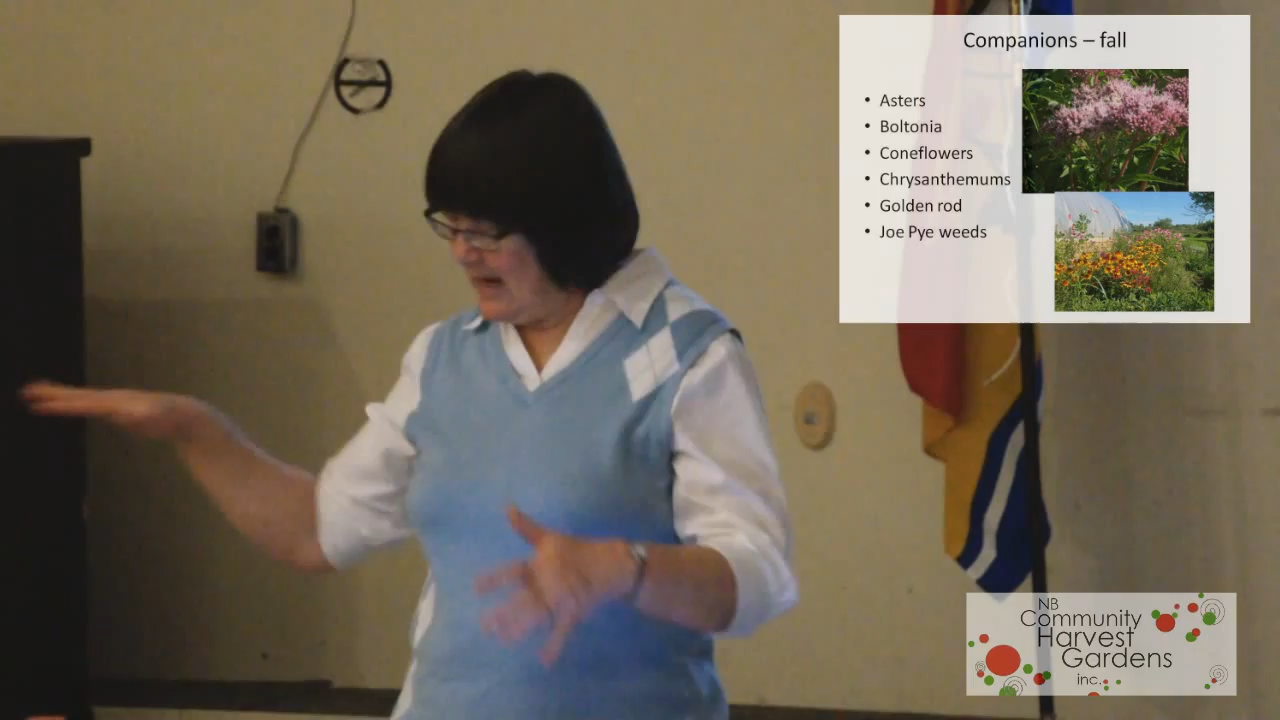 Companions – fall
• Asters
• Boltonia
• Coneflowers
• Chrysanthemums
• Golden rod
• Joe Pye weeds
NB
Community
Harvest
Gardens
inc.